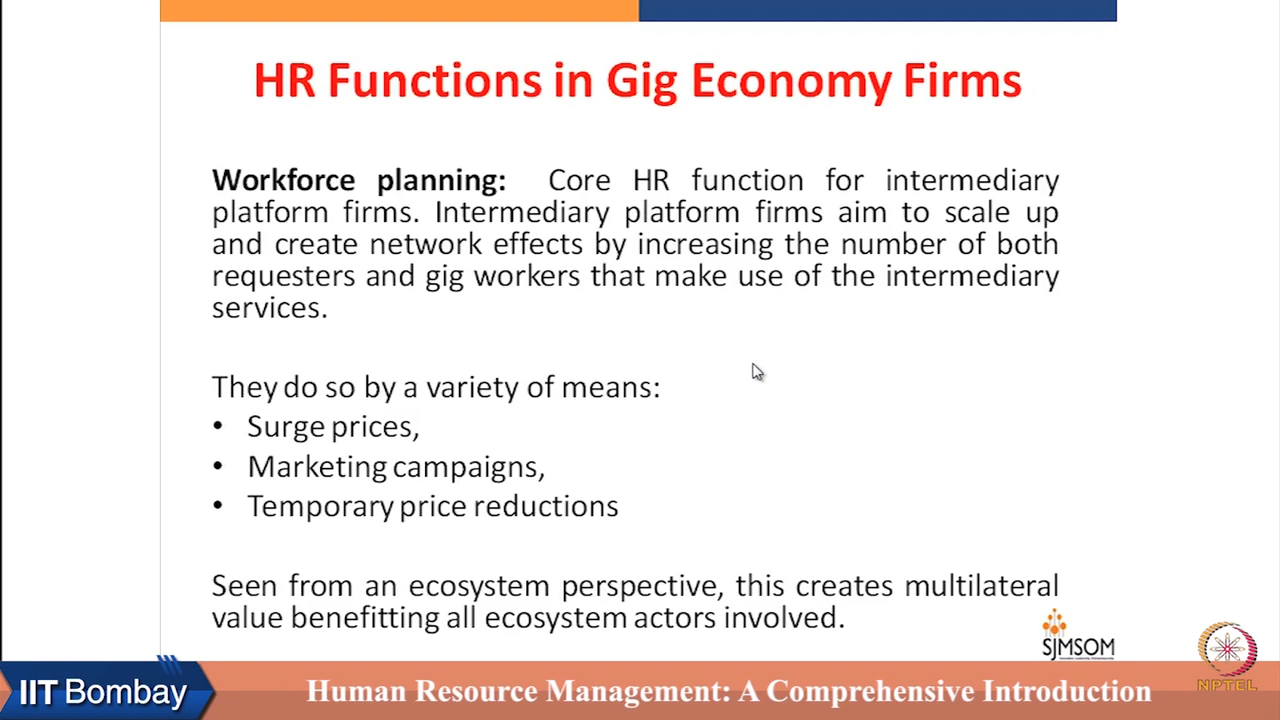 HR Functions in Gig Economy Firms
Workforce planning: Core HR function for intermediary
platform firms. Intermediary platform firms aim to scale up
and create network effects by increasing the number of both
requesters and gig workers that make use of the intermediary
services.
They do so by a variety of means:
• Surge prices,
• Marketing campaigns,
• Temporary price reductions
Seen from an ecosystem perspective, this creates multilateral
value benefitting all ecosystem actors involved.
SJMSOM
NPTEL
IIT Bombay
Human Resource Management: A Comprehensive Introduction